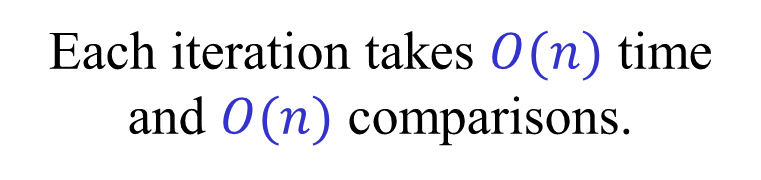 Each iteration takes O(n) time
and O(n) comparisons.